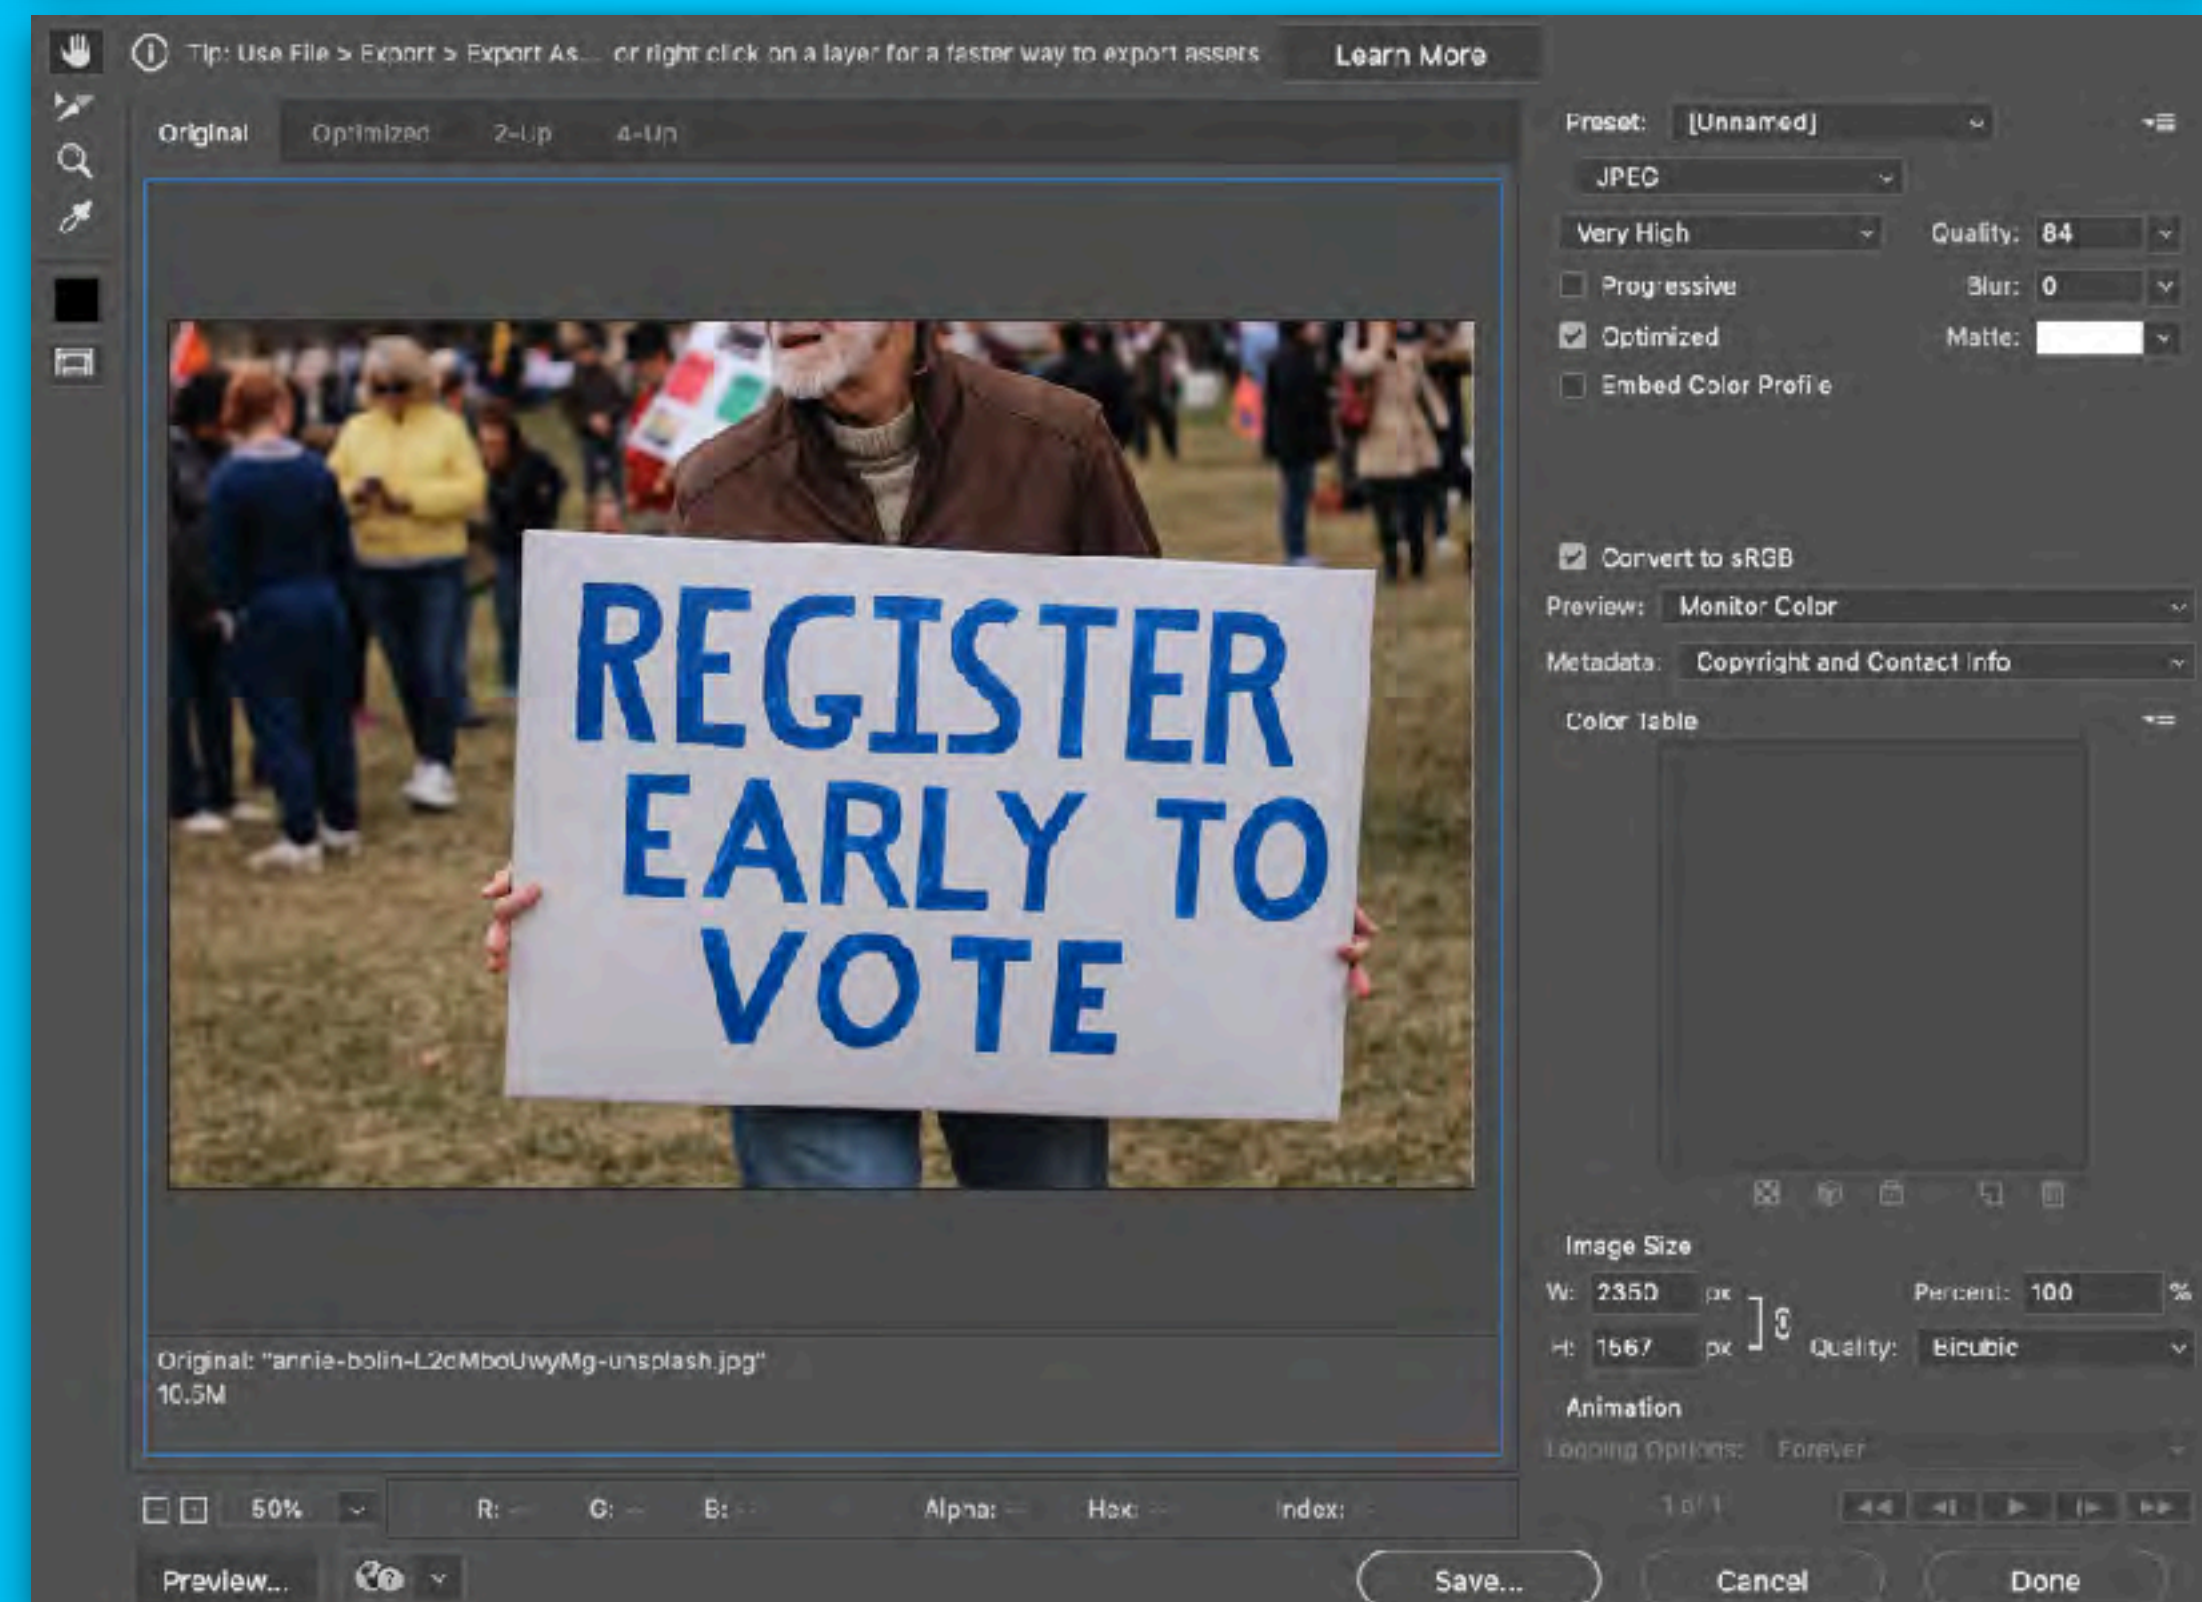 Tip: Use File > Export > Export As... or right click on a layer for a faster way to export assets
Learn More
Original
Optimized
2-Up
4-Up
REGISTER
EARLY TO
VOTE
Original: "annie-bolin-L2dMboUwyMg-unsplash.jpg"
10.5M
50%
R: --
G: --
B: --
Alpha: --
Hex: --
Index: --
Preview...
Preset: [Unnamed]
JPEG
Very High
Quality: 84
Progressive
Blur: 0
Optimized
Matte:
Embed Color Profile
Convert to sRGB
Preview: Monitor Color
Metadata: Copyright and Contact Info
Color Table
Image Size
W: 2350 px
Percent: 100 %
H: 1567 px
Quality: Bicubic
Animation
Looping Options: Forever
1 of 1
Save...
Cancel
Done